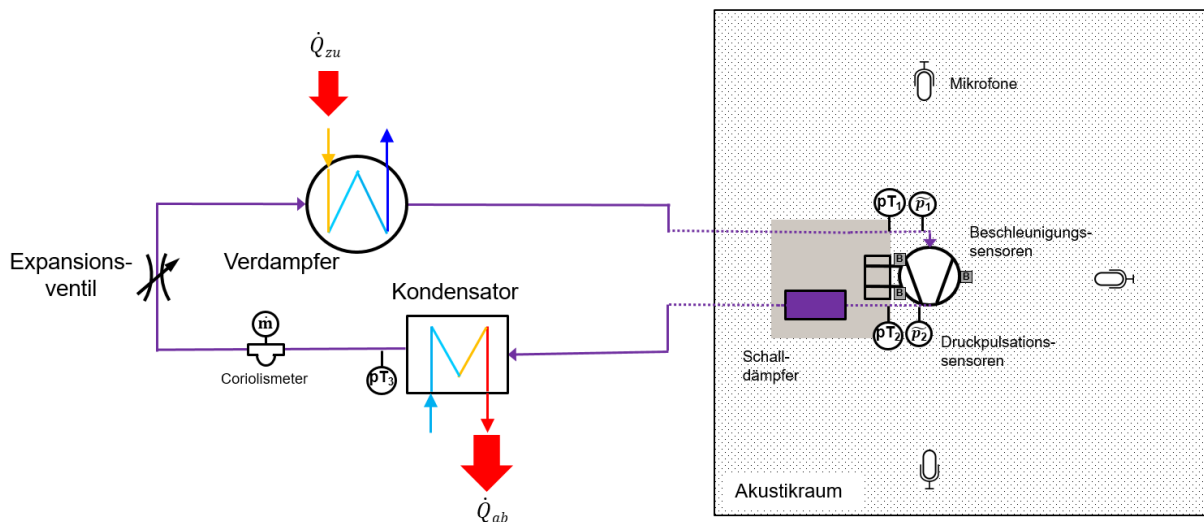 Q̇zu
Mikrofone
pT1
p̃1
Beschleunigungs-
sensoren
Expansions-
ventil
Verdampfer
B
B
B
Kondensator
ṁ
Coriolismeter
pT3
pT2
p̃2
Schall-
dämpfer
Druckpulsations-
sensoren
Akustikraum
Q̇ab